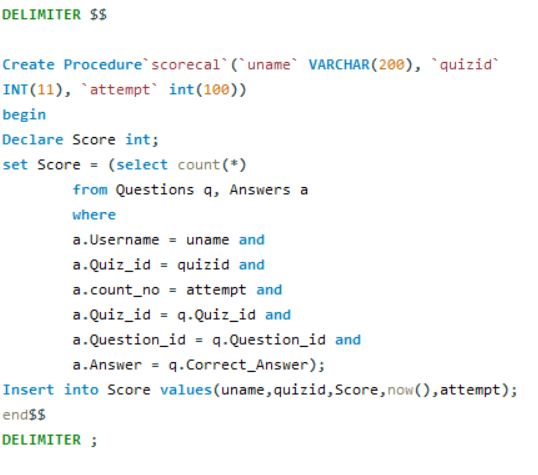 DELIMITER $$
Create Procedure`scorecal`(`uname` VARCHAR(200), `quizid`
INT(11), `attempt` int(100))
begin
Declare Score int;
set Score = (select count(*)
from Questions q, Answers a
where
a.Username = uname and
a.Quiz_id = quizid and
a.count_no = attempt and
a.Quiz_id = q.Quiz_id and
a.Question_id = q.Question_id and
a.Answer = q.Correct_Answer);
Insert into Score values(uname,quizid,Score,now(),attempt);
end$$
DELIMITER ;